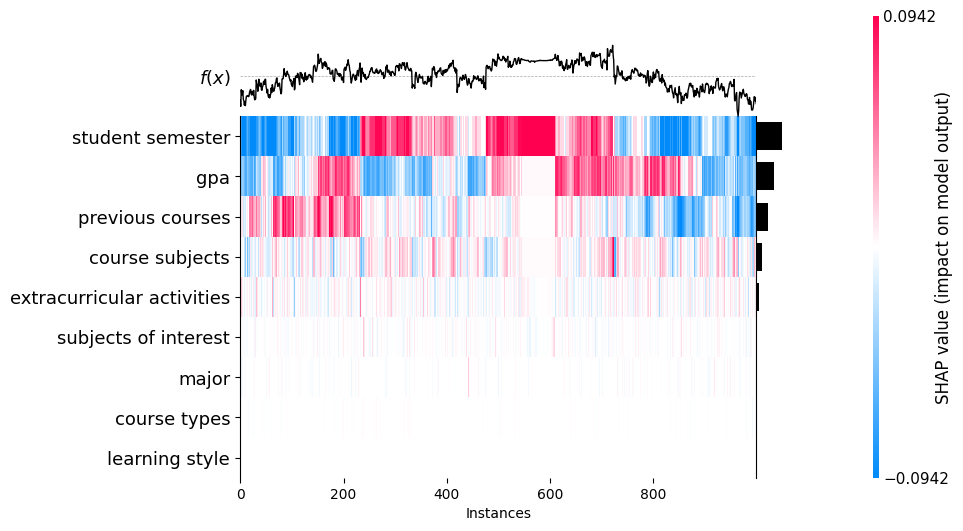 0.0942
f(x)
student semester
gpa
previous courses
course subjects
extracurricular activities
subjects of interest
major
course types
learning style
SHAP value (impact on model output)
−0.0942
0 200 400 600 800
Instances